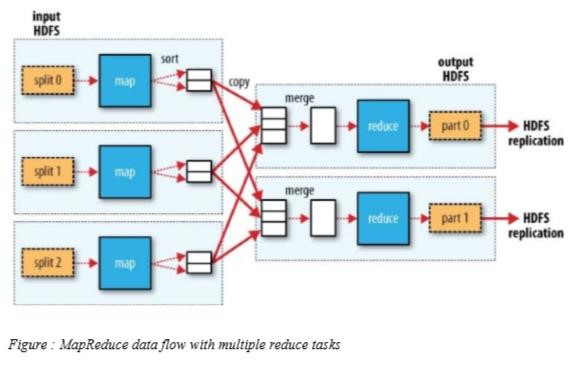 input
HDFS
output
HDFS
sort
split 0
map
copy
merge
reduce
part 0
HDFS
replication
split 1
map
merge
reduce
part 1
HDFS
replication
split 2
map
Figure : MapReduce data flow with multiple reduce tasks